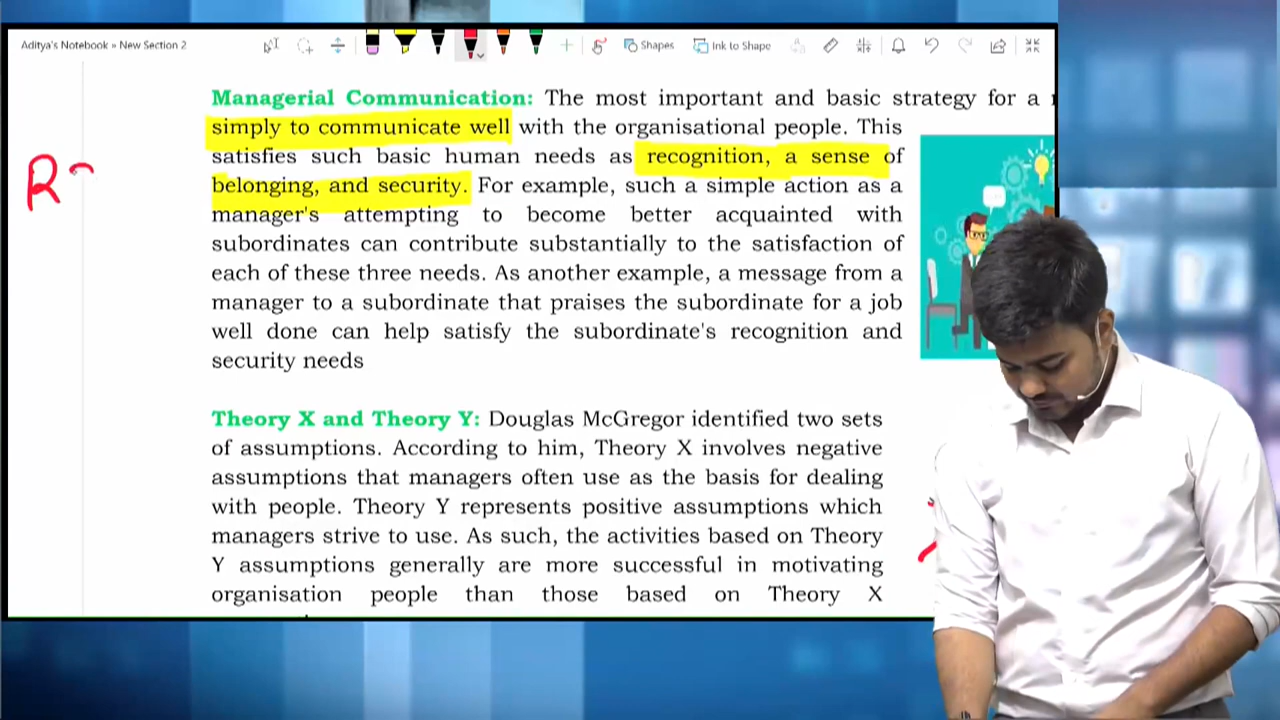 Aditya's Notebook » New Section 2
Shapes
Ink to Shape
Managerial Communication: The most important and basic strategy for a
simply to communicate well with the organisational people. This
satisfies such basic human needs as recognition, a sense of
belonging, and security. For example, such a simple action as a
manager's attempting to become better acquainted with
subordinates can contribute substantially to the satisfaction of
each of these three needs. As another example, a message from a
manager to a subordinate that praises the subordinate for a job
well done can help satisfy the subordinate's recognition and
security needs
R
Theory X and Theory Y: Douglas McGregor identified two sets
of assumptions. According to him, Theory X involves negative
assumptions that managers often use as the basis for dealing
with people. Theory Y represents positive assumptions which
managers strive to use. As such, the activities based on Theory
Y assumptions generally are more successful in motivating
organisation people than those based on Theory X